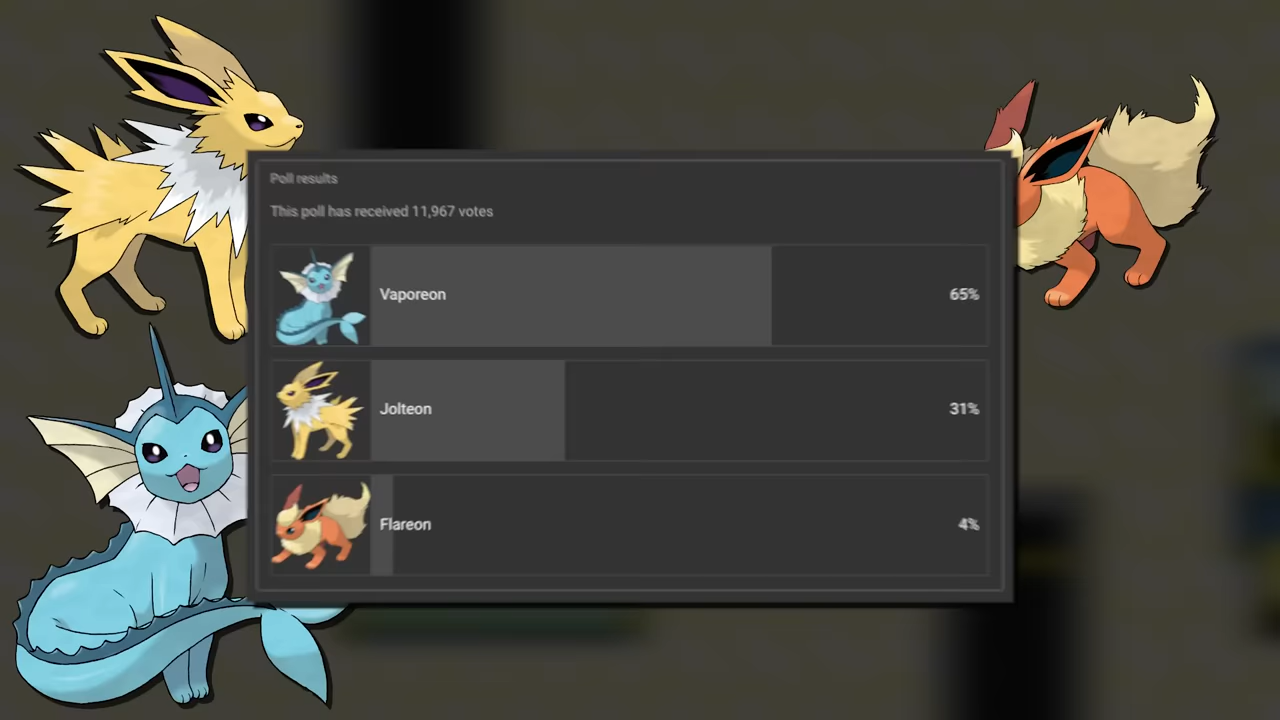 Poll results
This poll has received 11,967 votes
Vaporeon 65%
Jolteon 31%
Flareon 4%